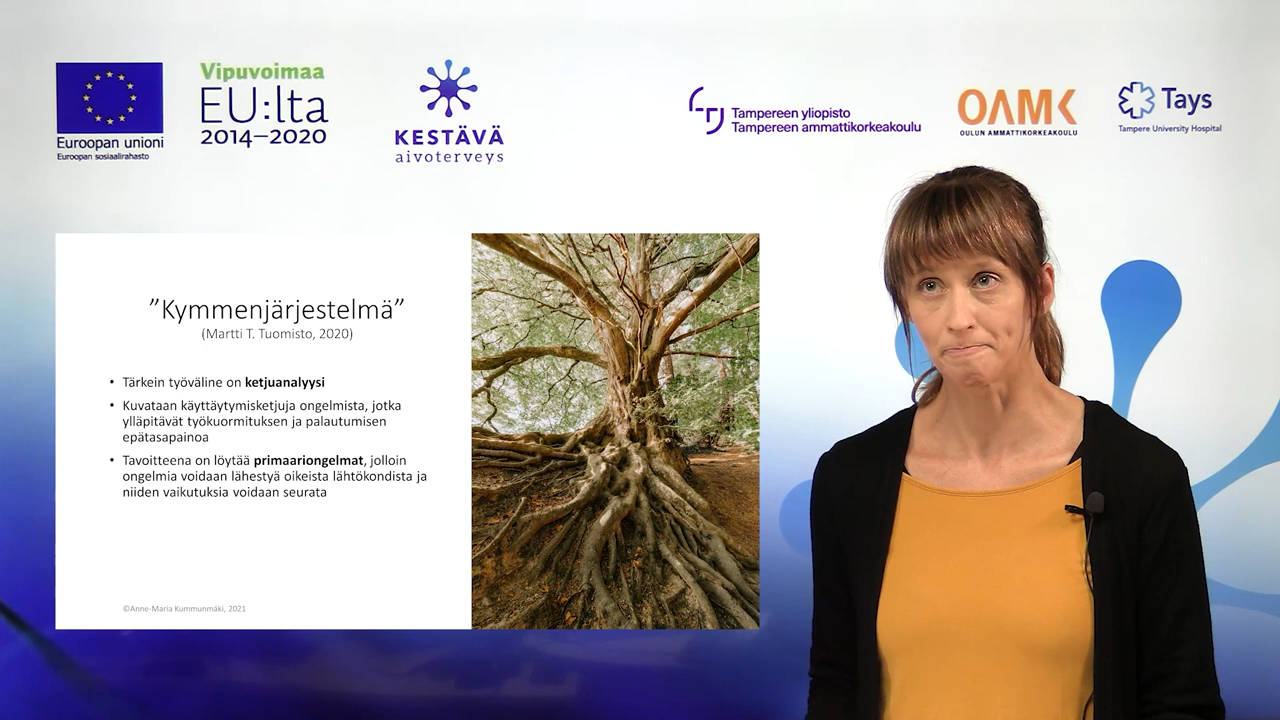 Euroopan unioni
Euroopan sosiaalirahasto
Vipuvoimaa
EU:lta
2014–2020
KESTÄVÄ
aivoterveys
Tampereen yliopisto
Tampereen ammattikorkeakoulu
OAMK
OULUN AMMATTIKORKEAKOULU
Tays
Tampere University Hospital
”Kymmenjärjestelmä”
(Martti T. Tuomisto, 2020)
• Tärkein työväline on ketjuanalyysi
• Kuvataan käyttäytymisketjuja ongelmista, jotka
ylläpitävät työkuormituksen ja palautumisen
epätasapainoa
• Tavoitteena on löytää primaariongelmat, jolloin
ongelmia voidaan lähestyä oikeista lähtökondista ja
niiden vaikutuksia voidaan seurata
©Anne-Maria Kummunmäki, 2021